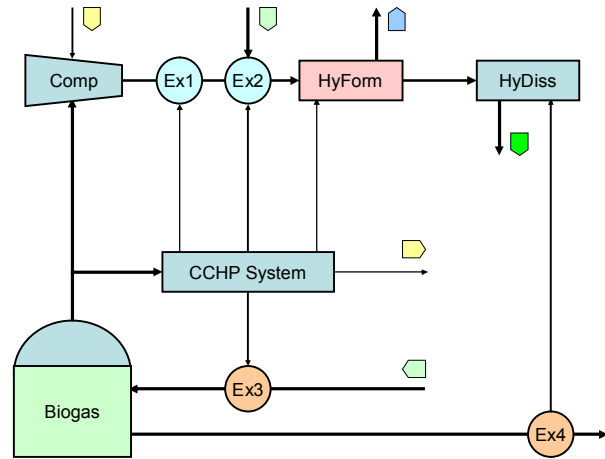 Comp
Ex1
Ex2
HyForm
HyDiss
CCHP System
Ex3
Biogas
Ex4